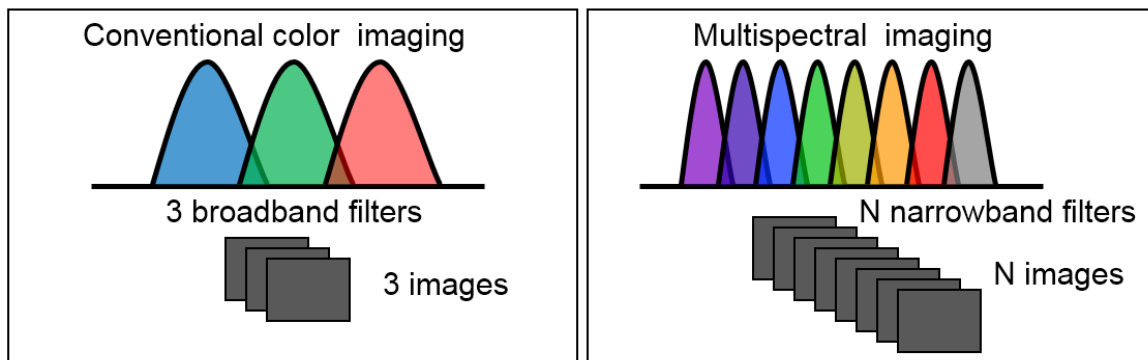 Conventional color imaging
3 broadband filters
3 images
Multispectral imaging
N narrowband filters
N images